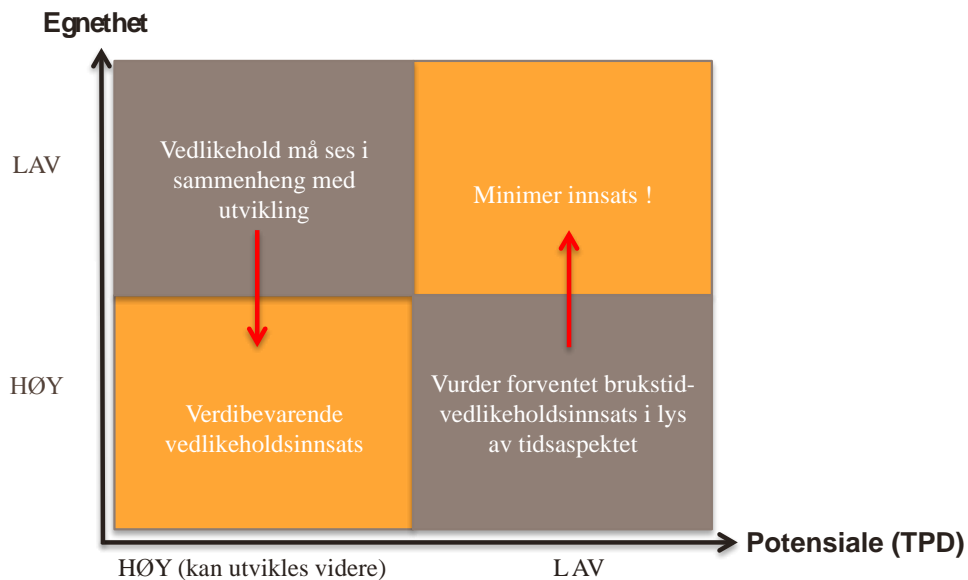 Egnethet
LAV
Vedlikehold må ses i
sammenheng med
utvikling
Minimer innsats !
HØY
Verdibevarende
vedlikeholdsinnsats
Vurder forventet brukstid-
vedlikeholdsinnsats i lys
av tidsaspektet
Potensiale (TPD)
HØY (kan utvikles videre)
LAV